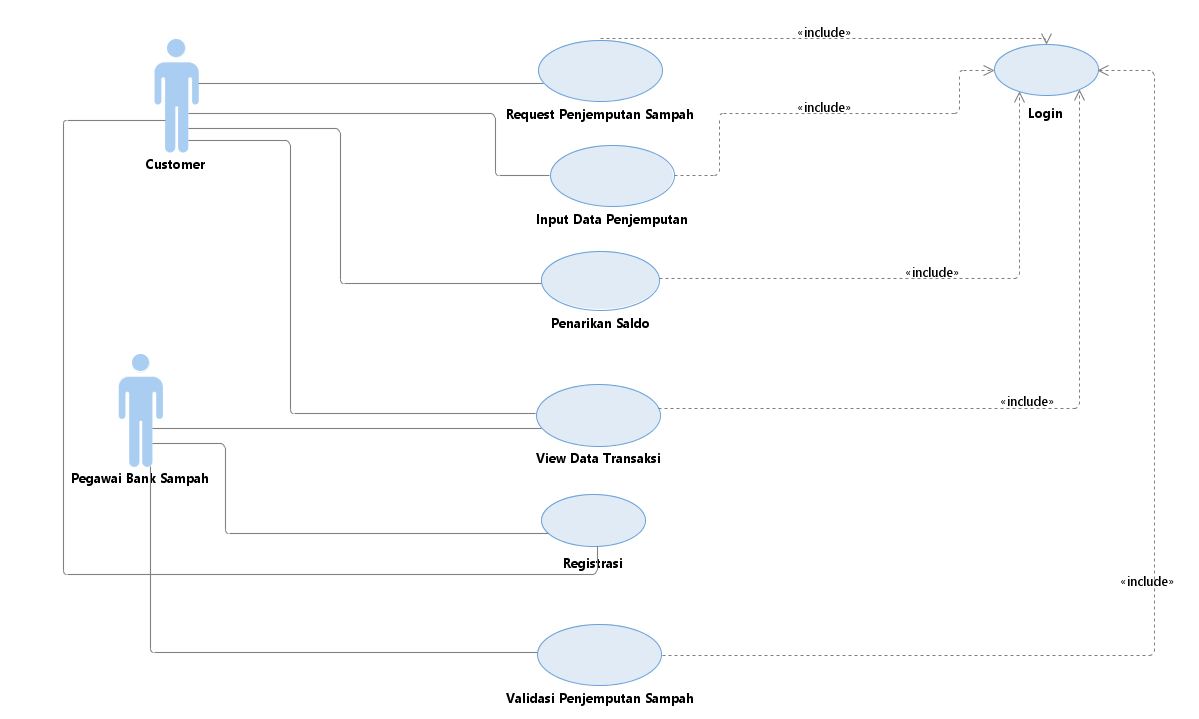 «include»
Request Penjemputan Sampah
«include»
Login
Customer
Input Data Penjemputan
«include»
Penarikan Saldo
«include»
View Data Transaksi
Pegawai Bank Sampah
Registrasi
«include»
Validasi Penjemputan Sampah